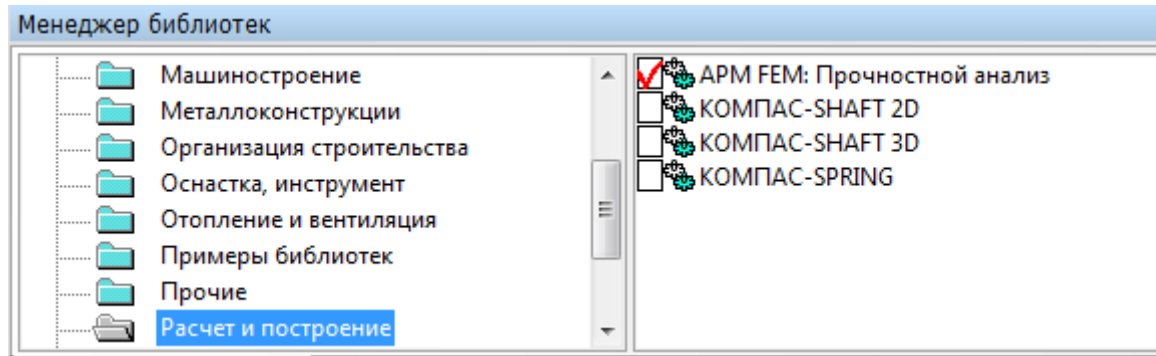 Менеджер библиотек
Машиностроение
Металлоконструкции
Организация строительства
Оснастка, инструмент
Отопление и вентиляция
Примеры библиотек
Прочие
Расчет и построение
APM FEM: Прочностной анализ
КОМПАС-SHAFT 2D
КОМПАС-SHAFT 3D
КОМПАС-SPRING